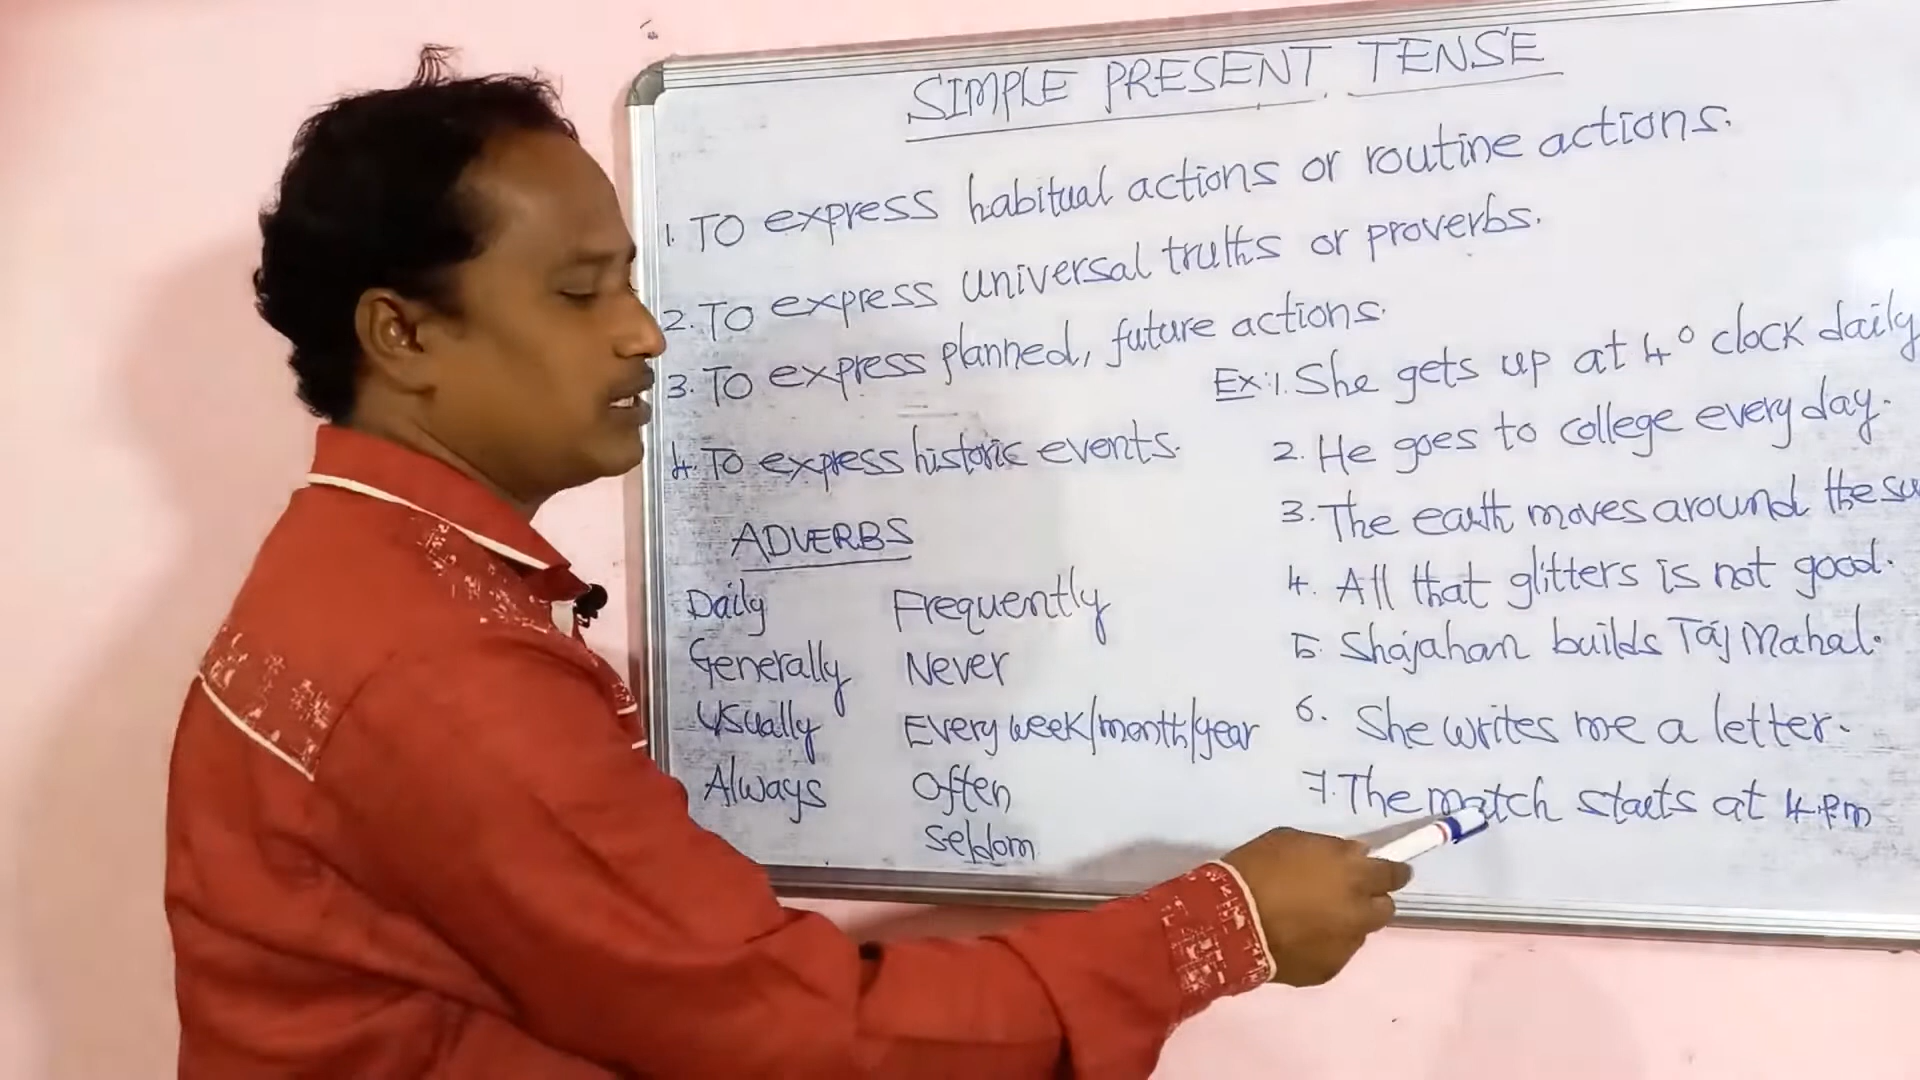 SIMPLE PRESENT TENSE
1. TO express habitual actions or routine actions.
2. TO express universal truths or proverbs.
3. TO express planned, future actions.
4. TO express historic events.
ADVERBS
Daily Frequently
Generally Never
Usually Every week/month/year
Always Often
seldom
Ex:1. She gets up at 4° clock daily
2. He goes to college every day.
3. The earth moves around the su
4. All that glitters is not good.
5. Shajahan builds Taj Mahal.
6. She writes me a letter.
7. The match starts at 4.pm